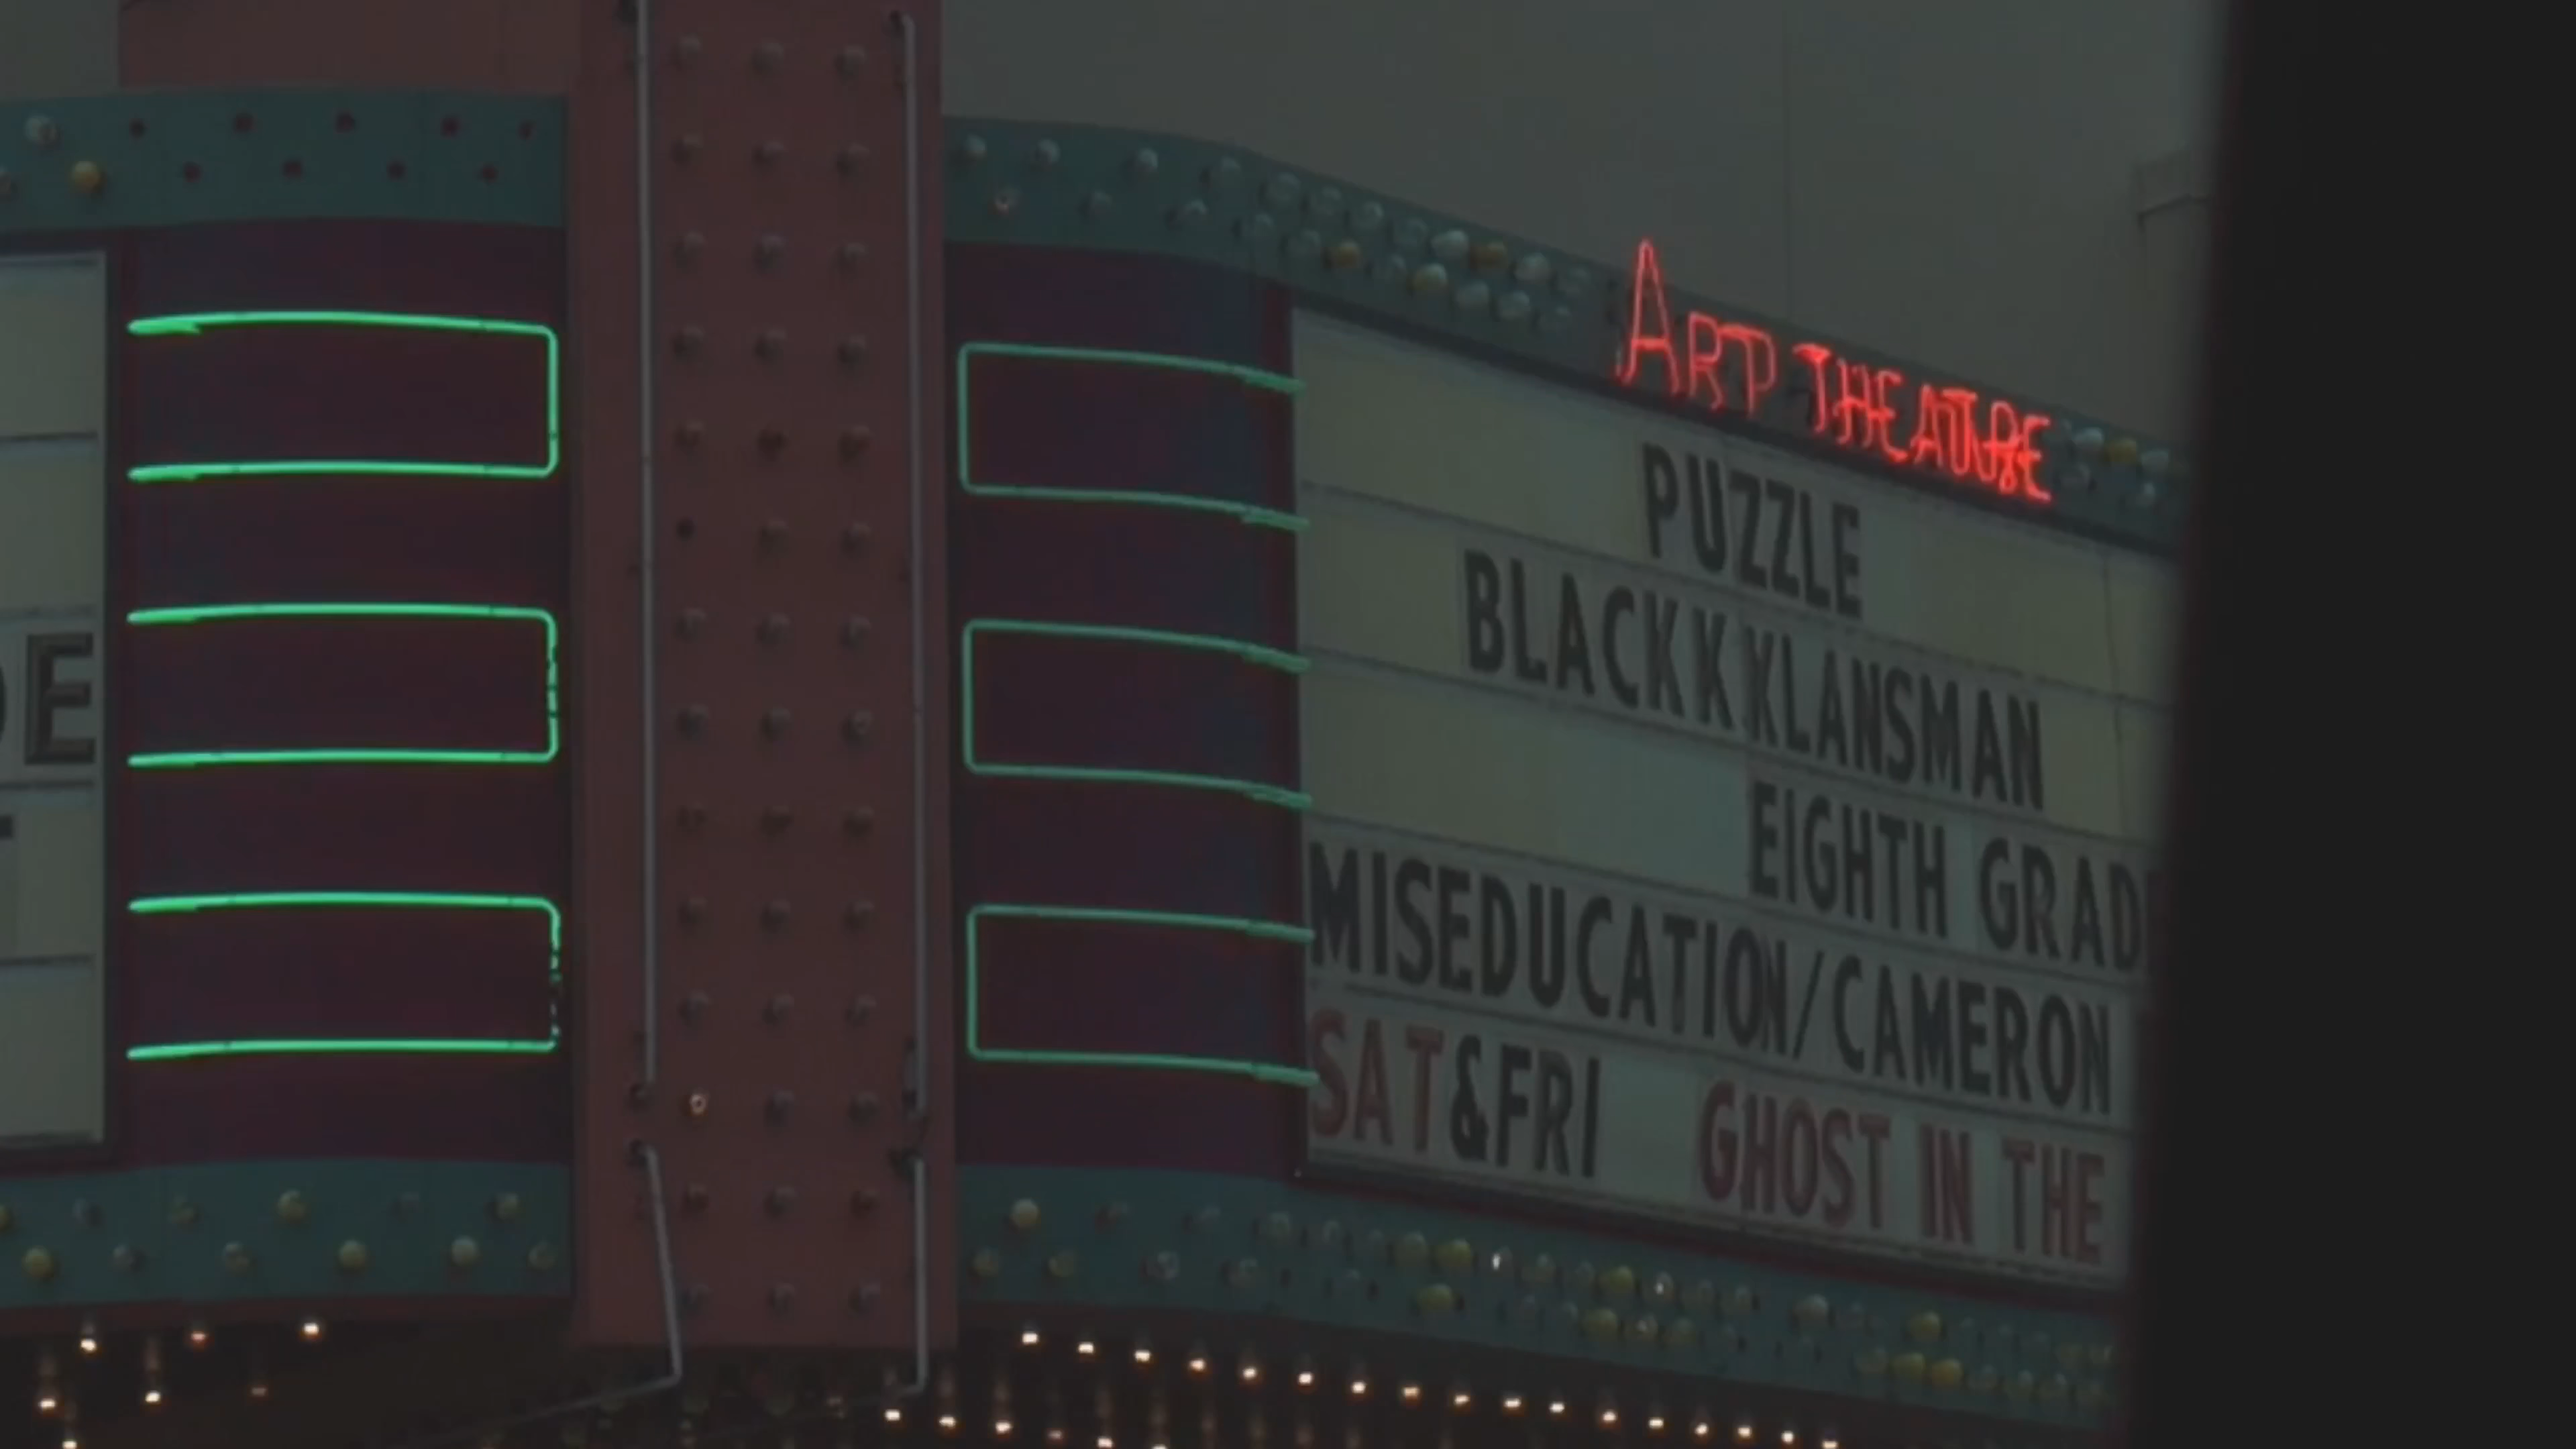 ART THEATRE
PUZZLE
BLACKKKLANSMAN
EIGHTH GRAD
MISEDUCATION/CAMERON
SAT&FRI GHOST IN THE
E